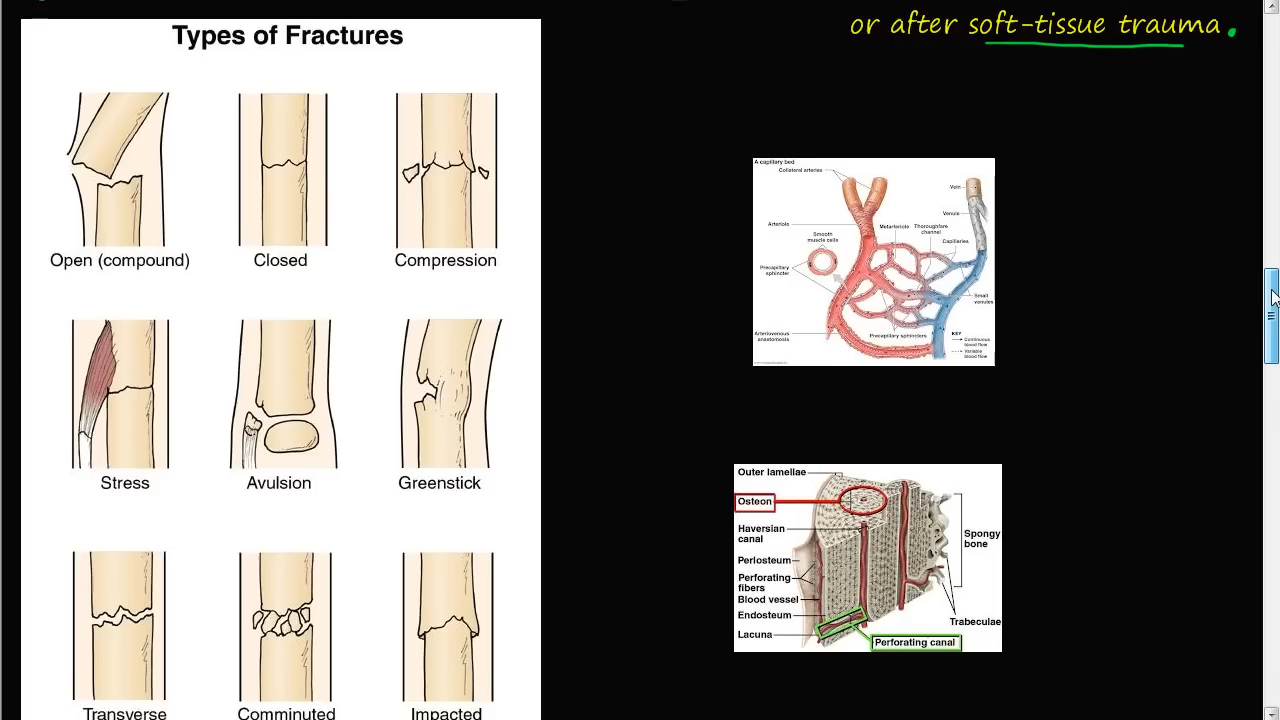 or after soft-tissue trauma.
Types of Fractures
Open (compound)
Closed
Compression
Stress
Avulsion
Greenstick
Transverse
Comminuted
Impacted
A capillary bed
Collateral arteries
Vein
Venule
Arteriole
Smooth
muscle cells
Metarteriole
Thoroughfare
channel
Capillaries
Precapillary
sphincter
Small
venules
Arteriovenous
anastomosis
Precapillary sphincters
KEY
Continuous
blood flow
Variable
blood flow
Outer lamellae
Osteon
Haversian
canal
Spongy
bone
Periosteum
Perforating
fibers
Blood vessel
Endosteum
Trabeculae
Lacuna
Perforating canal